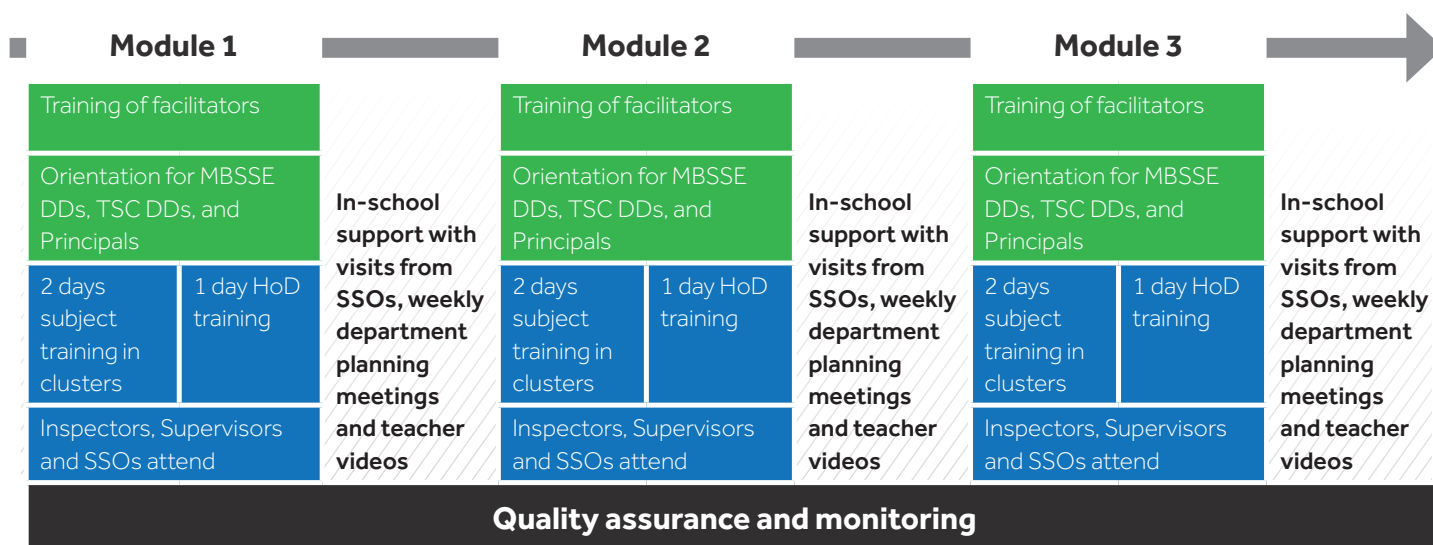 Module 1
Module 2
Module 3
Training of facilitators
Orientation for MBSSE
DDs, TSC DDs, and
Principals
2 days
subject
training in
clusters
1 day HoD
training
Inspectors, Supervisors
and SSOs attend
In-school
support with
visits from
SSOs, weekly
department
planning
meetings
and teacher
videos
Training of facilitators
Orientation for MBSSE
DDs, TSC DDs, and
Principals
2 days
subject
training in
clusters
1 day HoD
training
Inspectors, Supervisors
and SSOs attend
In-school
support with
visits from
SSOs, weekly
department
planning
meetings
and teacher
videos
Training of facilitators
Orientation for MBSSE
DDs, TSC DDs, and
Principals
2 days
subject
training in
clusters
1 day HoD
training
Inspectors, Supervisors
and SSOs attend
In-school
support with
visits from
SSOs, weekly
department
planning
meetings
and teacher
videos
Quality assurance and monitoring